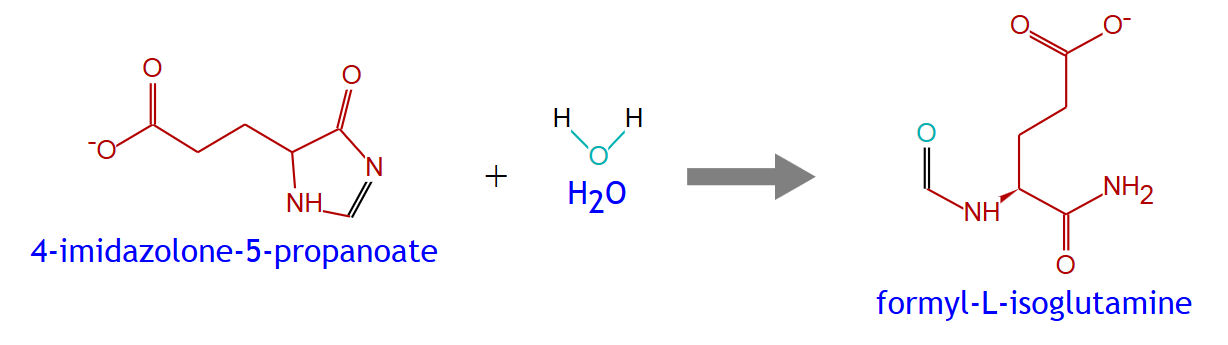 O
O
-O
N
NH
4-imidazolone-5-propanoate
+
H H
O
H2O
O O-
O
NH
NH2
O
formyl-L-isoglutamine